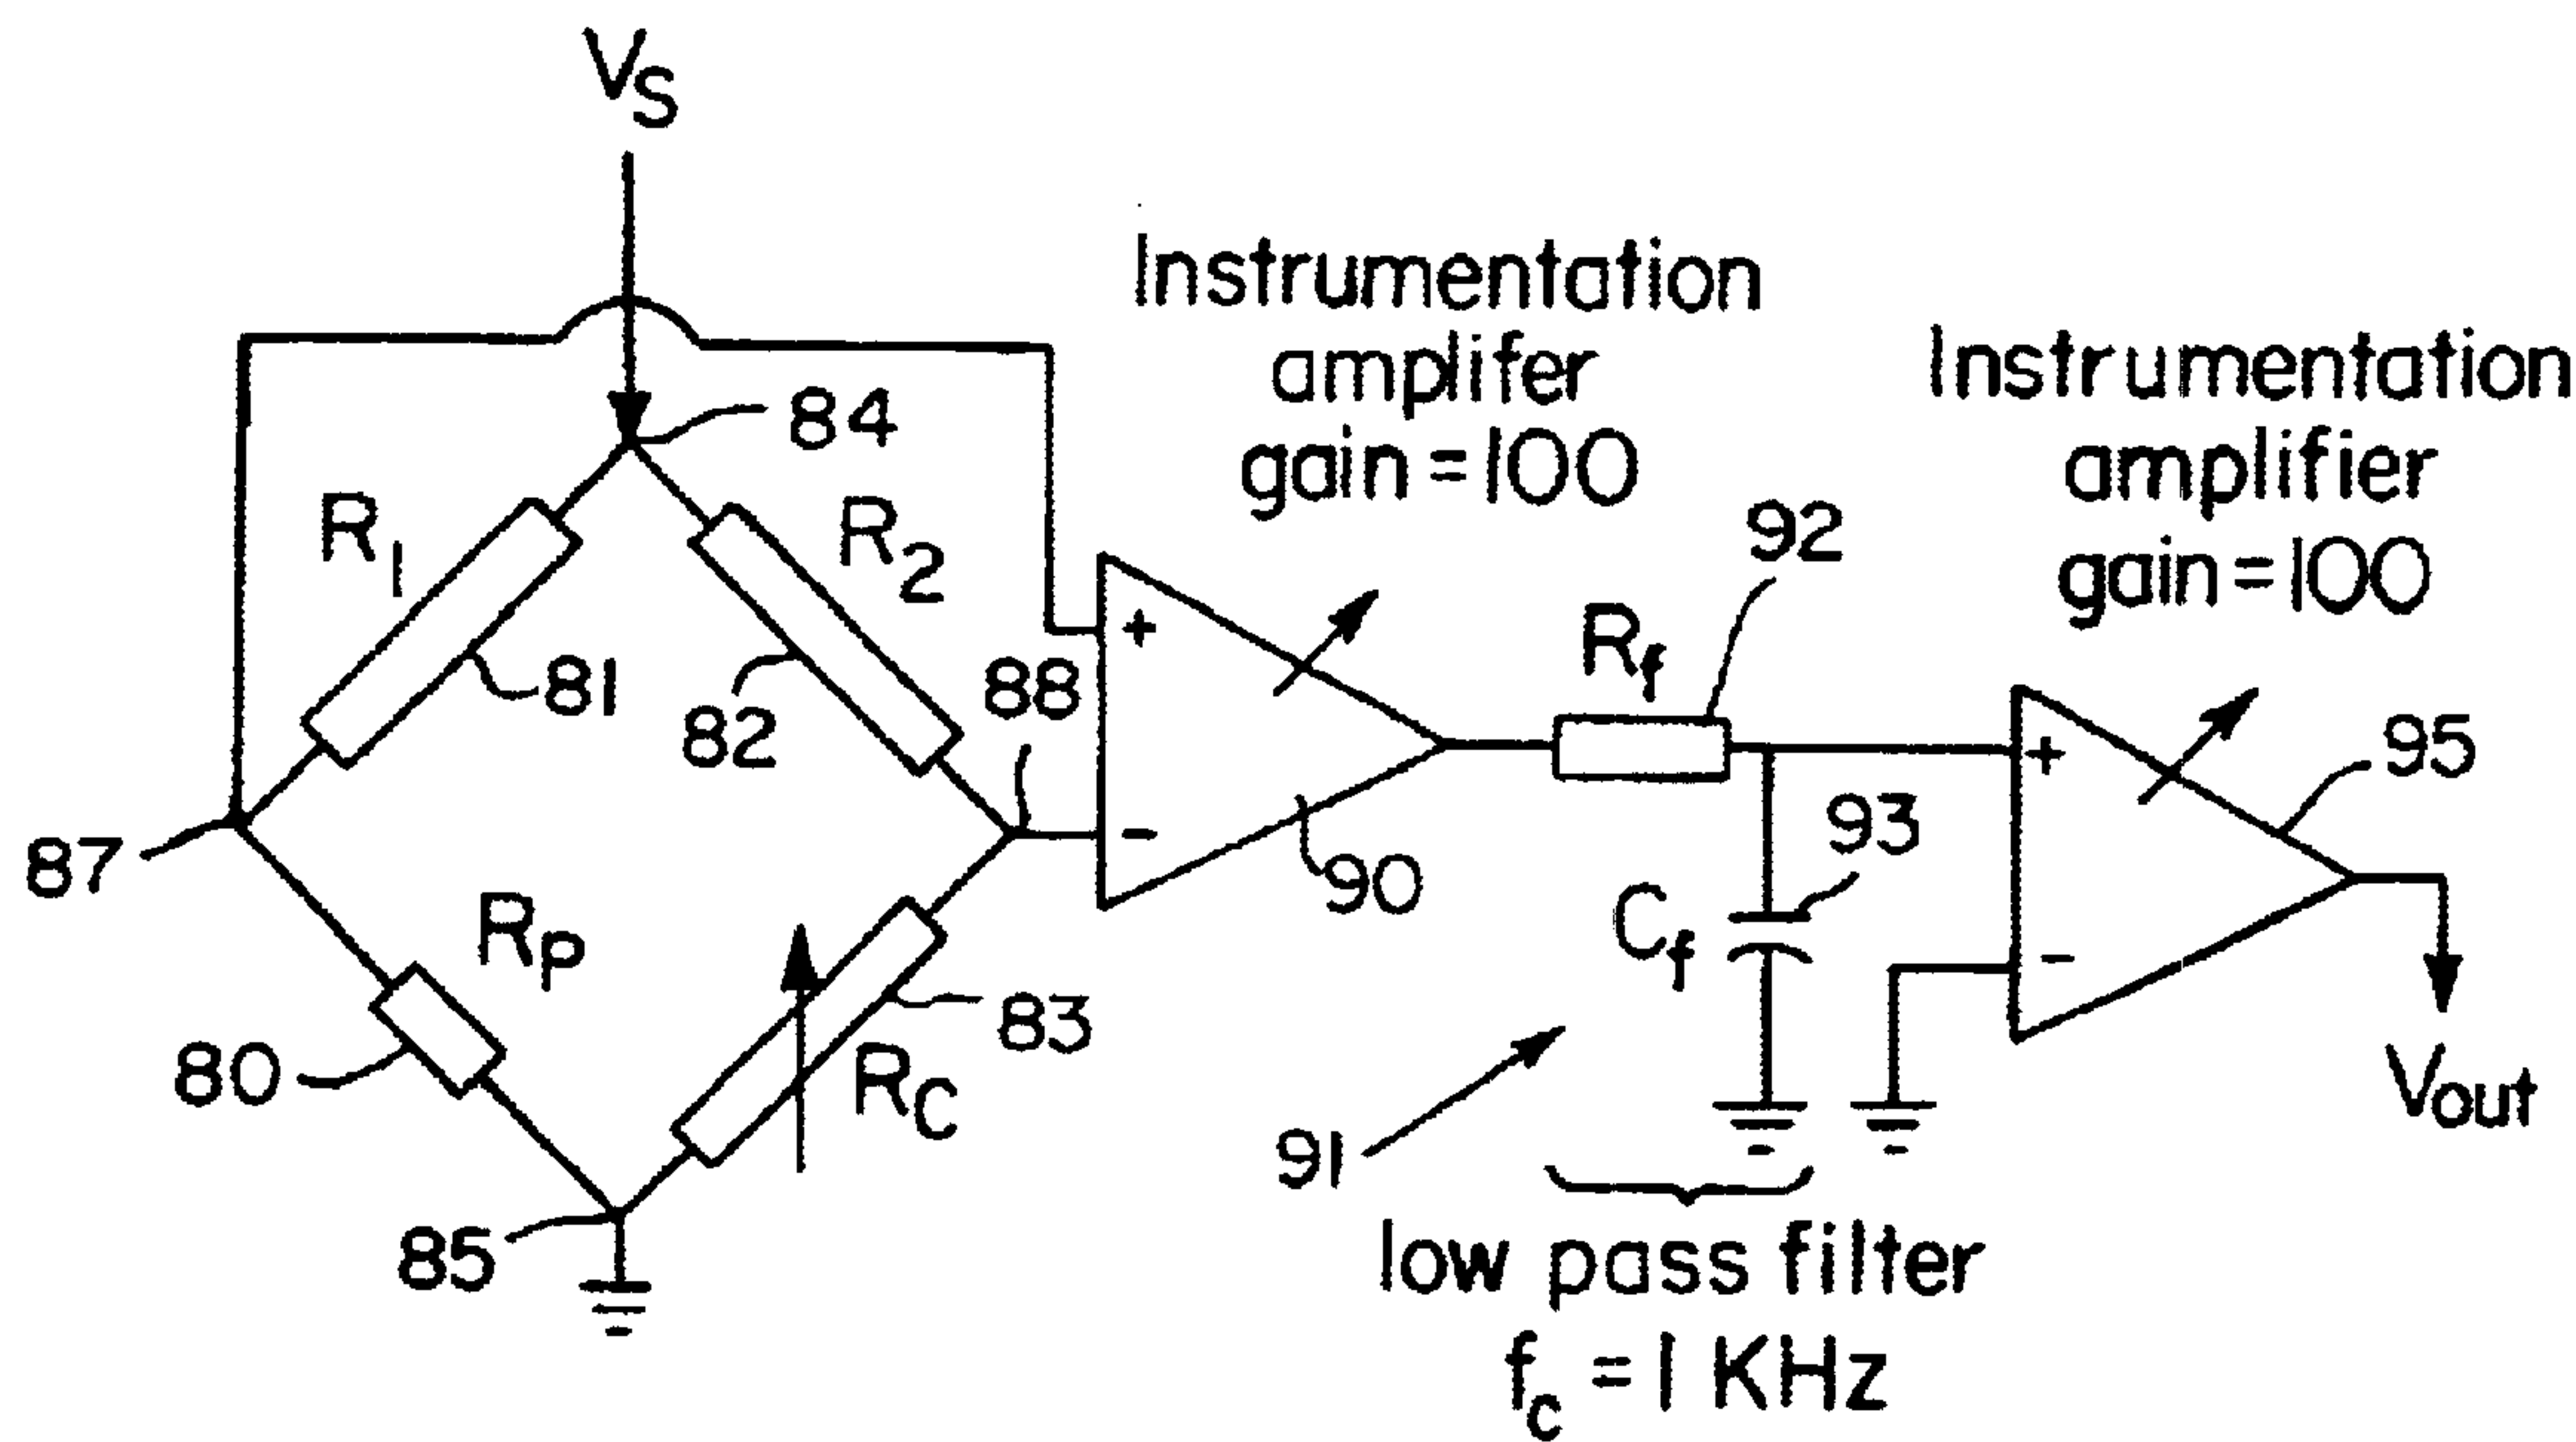 VS
Instrumentation
amplifer
gain = 100
Instrumentation
amplifier
gain = 100
84
R1
R2
92
81
82
88
+
Rf
+
95
87
-
90
93
RP
Cf
-
80
83
RC
91
Vout
85
low pass filter
fc = 1 KHz